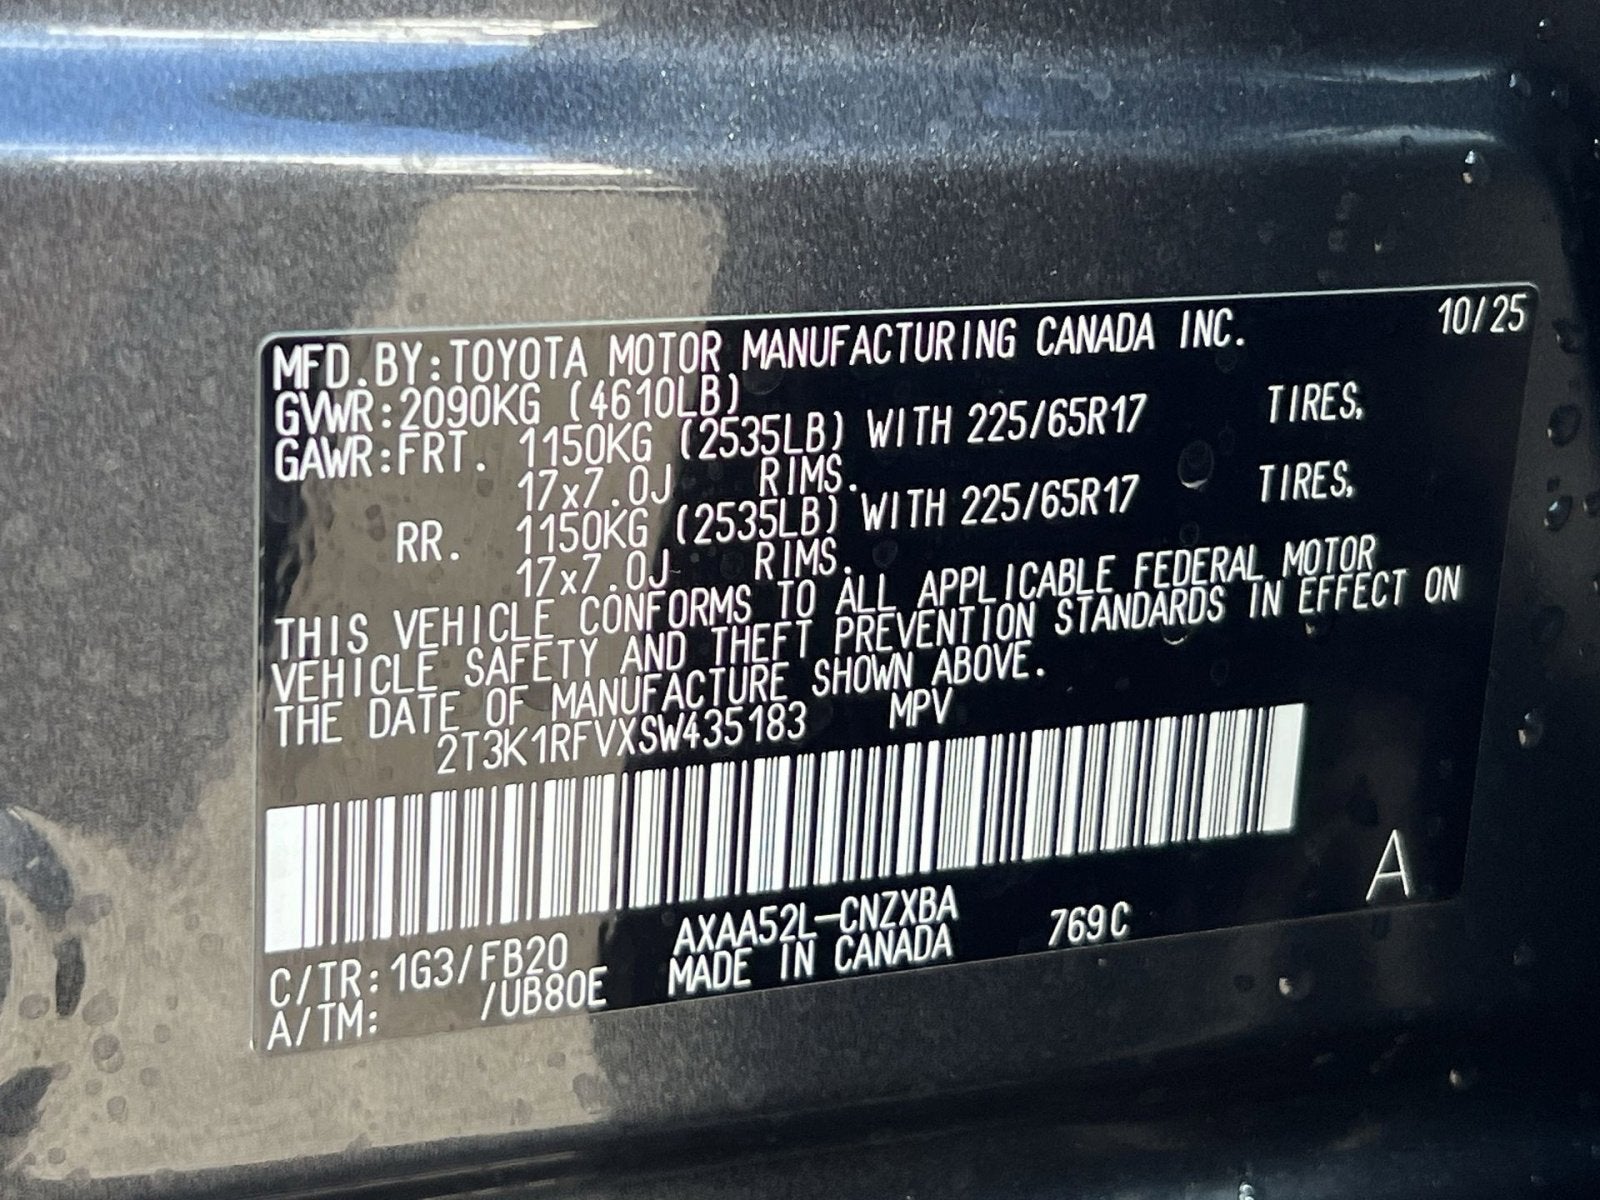 10/25
MFD.BY:TOYOTA MOTOR MANUFACTURING CANADA INC.
GVWR:2090KG (4610LB)
GAWR:FRT. 1150KG (2535LB) WITH 225/65R17 TIRES,
17x7.0J RIMS.
RR. 1150KG (2535LB) WITH 225/65R17 TIRES,
17x7.0J RIMS.
THIS VEHICLE CONFORMS TO ALL APPLICABLE FEDERAL MOTOR
VEHICLE SAFETY AND THEFT PREVENTION STANDARDS IN EFFECT ON
THE DATE OF MANUFACTURE SHOWN ABOVE.
2T3K1RFVXSW435183 MPV
A
AXAA52L-CNZXBA 769C
C/TR:1G3/FB20 MADE IN CANADA
A/TM: /UB80E